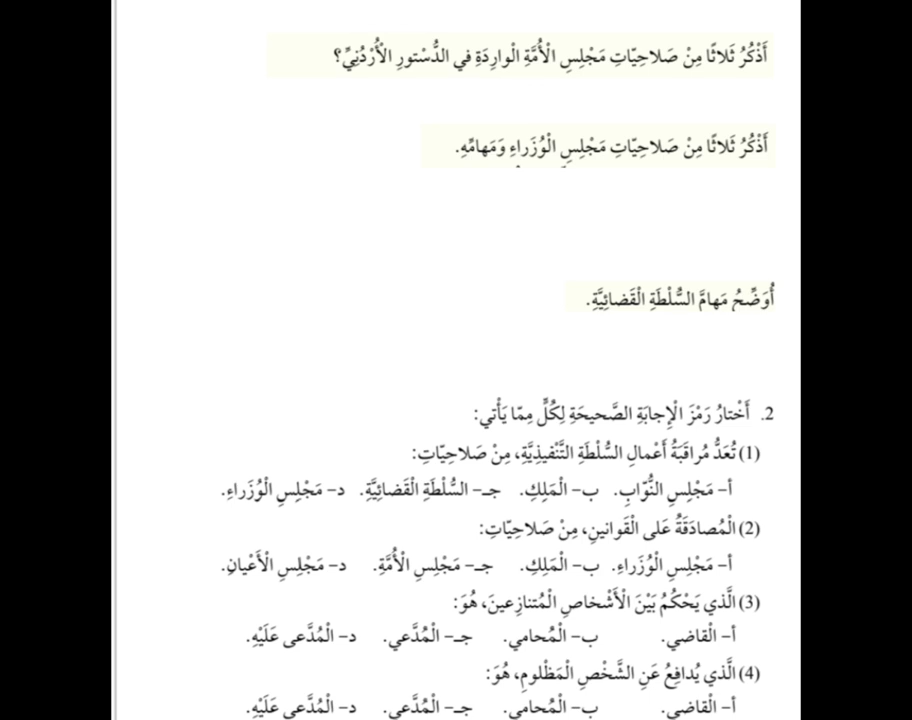 أَذْكُرُ ثَلاثًا مِنْ صَلاحِيّاتِ مَجْلِسِ الْأُمَّةِ الْوارِدَةِ في الدُّسْتورِ الْأُرْدُنِيِّ؟
أَذْكُرُ ثَلاثًا مِنْ صَلاحِيّاتِ مَجْلِسِ الْوُزَراءِ وَمَهامِّهِ.
أُوَضِّحُ مَهامَّ السُّلْطَةِ الْقَضائِيَّةِ.
2. أَخْتارُ رَمْزَ الْإِجابَةِ الصَّحيحَةِ لِكُلٍّ مِمّا يَأْتي:
(1) تُعَدُّ مُراقَبَةُ أَعْمالِ السُّلْطَةِ التَّنْفيذِيَّةِ، مِنْ صَلاحِيّاتِ:
أ- مَجْلِسِ النُّوّابِ. ب- الْمَلِكِ. جـ- السُّلْطَةِ الْقَضائِيَّةِ. د- مَجْلِسِ الْوُزَراءِ.
(2) الْمُصادَقَةُ عَلى الْقَوانينِ، مِنْ صَلاحِيّاتِ:
أ- مَجْلِسِ الْوُزَراءِ. ب- الْمَلِكِ. جـ- مَجْلِسِ الْأُمَّةِ. د- مَجْلِسِ الْأَعْيانِ.
(3) الَّذي يَحْكُمُ بَيْنَ الْأَشْخاصِ الْمُتَنازِعينَ، هُوَ:
أ- الْقاضي. ب- الْمُحامي. جـ- الْمُدَّعي. د- الْمُدَّعى عَلَيْهِ.
(4) الَّذي يُدافِعُ عَنِ الشَّخْصِ الْمَظْلومِ، هُوَ:
أ- الْقاضي. ب- الْمُحامي. جـ- الْمُدَّعي. د- الْمُدَّعى عَلَيْهِ.